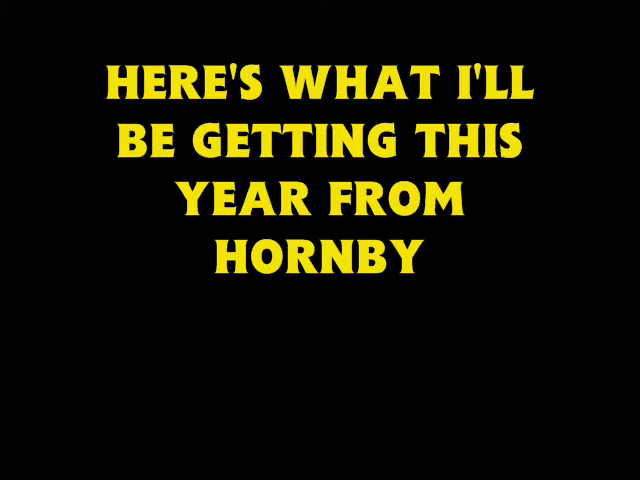 HERE'S WHAT I'LL
BE GETTING THIS
YEAR FROM
HORNBY